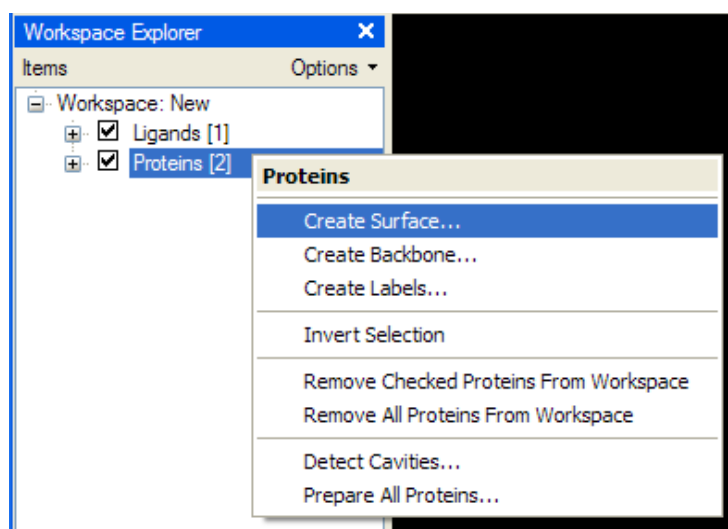 Workspace Explorer
Items Options
Workspace: New
Ligands [1]
Proteins [2]
Proteins
Create Surface...
Create Backbone...
Create Labels...
Invert Selection
Remove Checked Proteins From Workspace
Remove All Proteins From Workspace
Detect Cavities...
Prepare All Proteins...